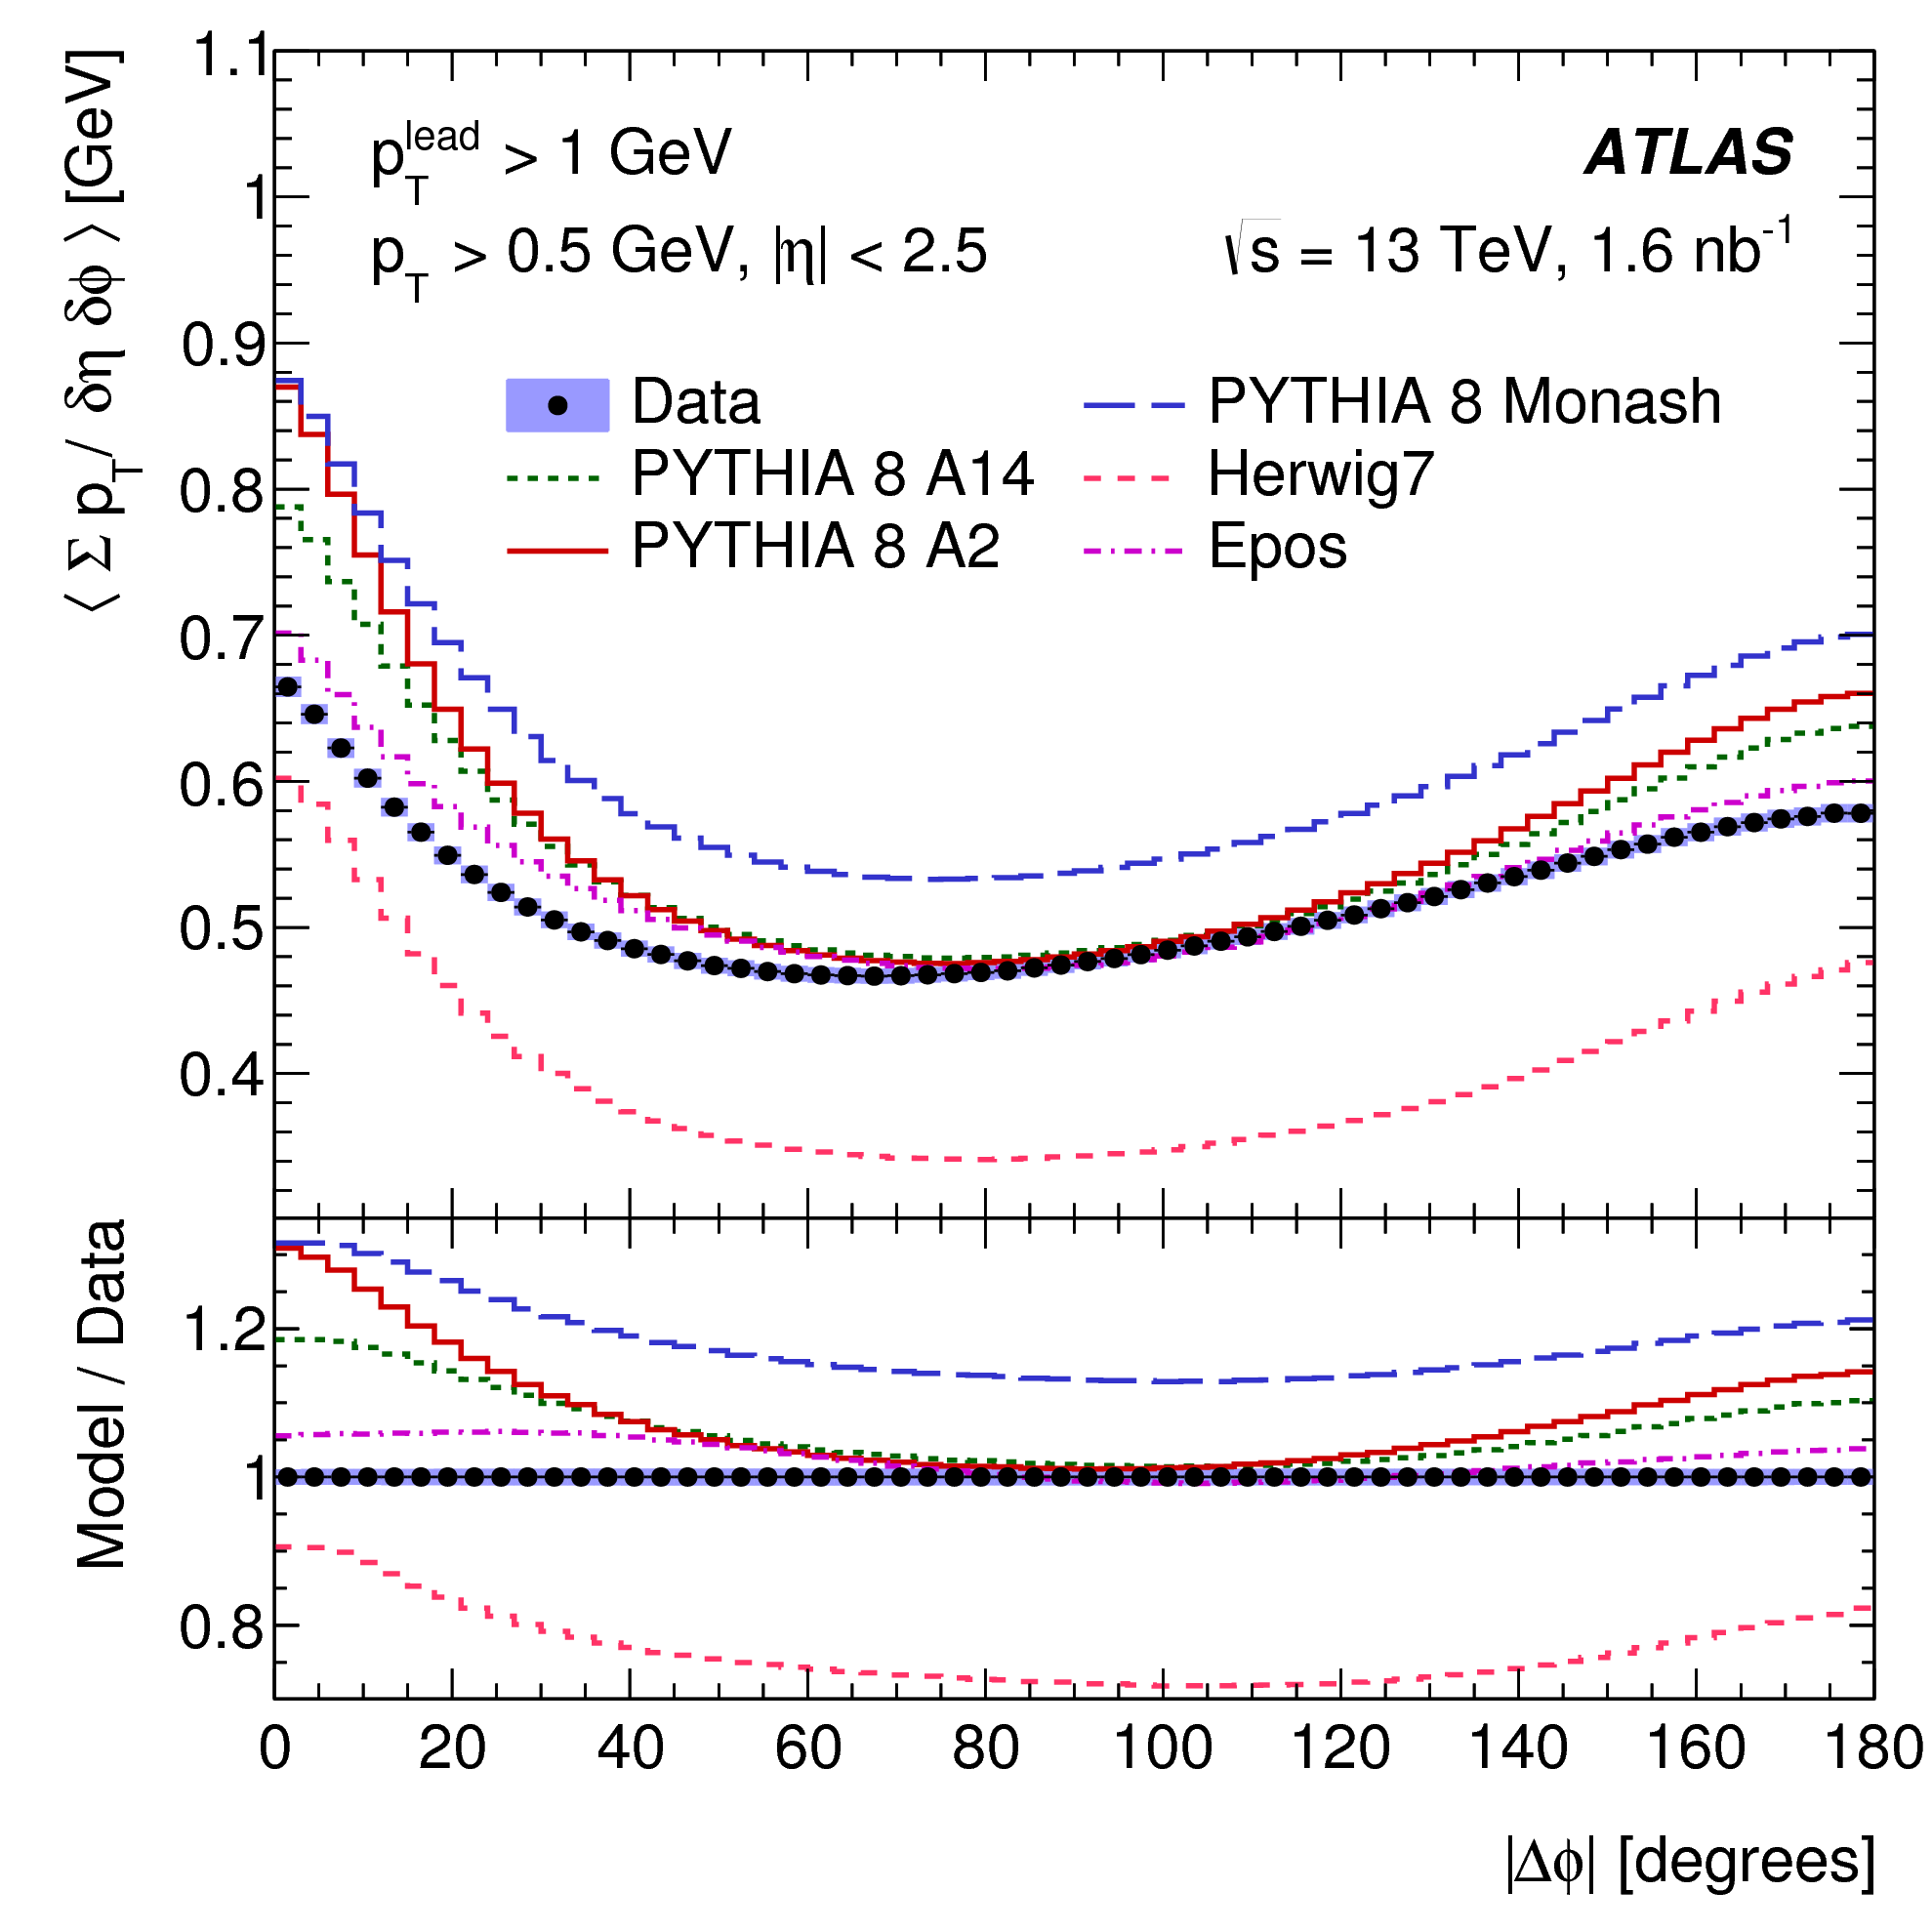 ⟨ Σ p_T / δη δϕ ⟩ [GeV]
1.1
1
0.9
0.8
0.7
0.6
0.5
0.4
p_T^lead > 1 GeV
ATLAS
p_T > 0.5 GeV, |η| < 2.5
√s = 13 TeV, 1.6 nb^-1
Data
PYTHIA 8 A14
PYTHIA 8 A2
PYTHIA 8 Monash
Herwig7
Epos
Model / Data
1.2
1
0.8
0 20 40 60 80 100 120 140 160 180
|Δϕ| [degrees]